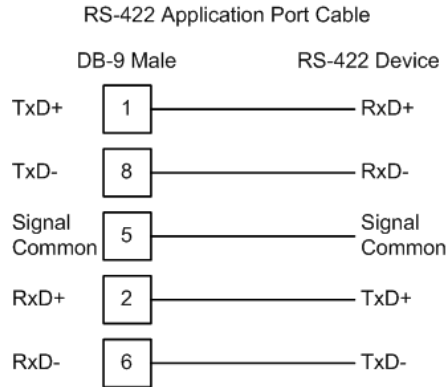 RS-422 Application Port Cable
DB-9 Male RS-422 Device
TxD+ 1 RxD+
TxD- 8 RxD-
Signal Common 5 Signal Common
RxD+ 2 TxD+
RxD- 6 TxD-